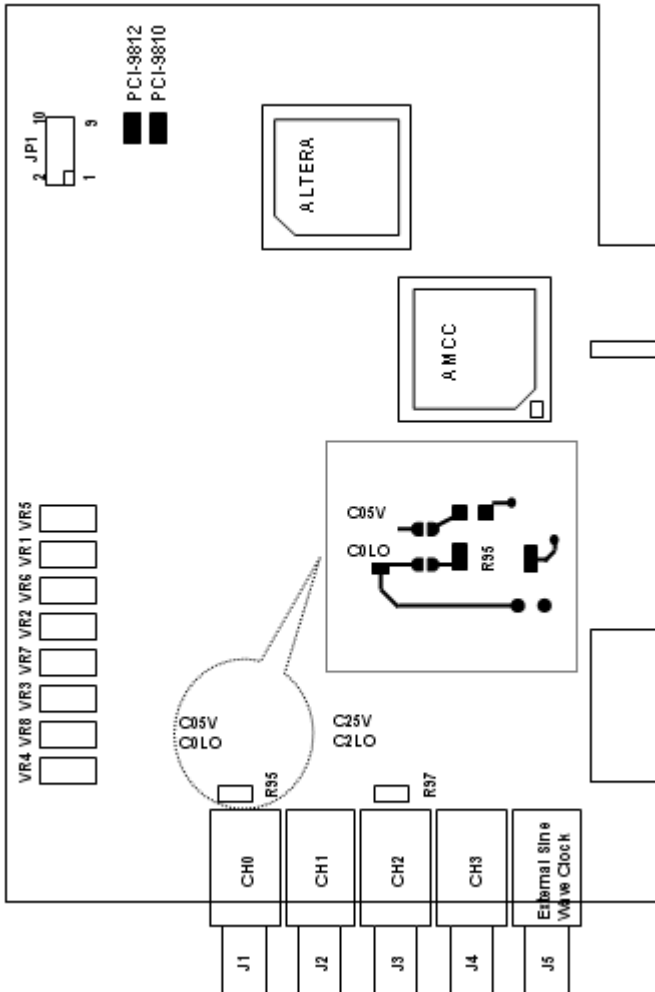 PCI-9812
PCI-9810
JP1
2
10
1
9
ALTERA
AMCC
VR5
VR1
VR6
VR2
VR7
VR3
VR8
VR4
C05V
C0LO
R95
C05V
C0LO
C25V
C2LO
R95
R97
CH0
CH1
CH2
CH3
External Sine
Wave Clock
J1
J2
J3
J4
J5